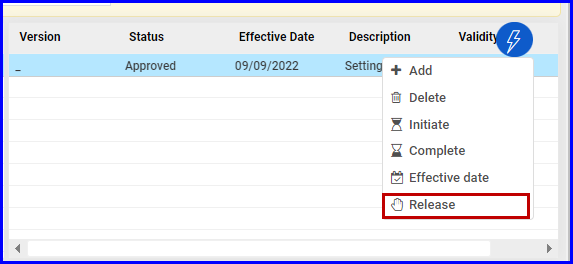 Version Status Effective Date Description Validity
_ Approved 09/09/2022 Setting
Add
Delete
Initiate
Complete
Effective date
Release